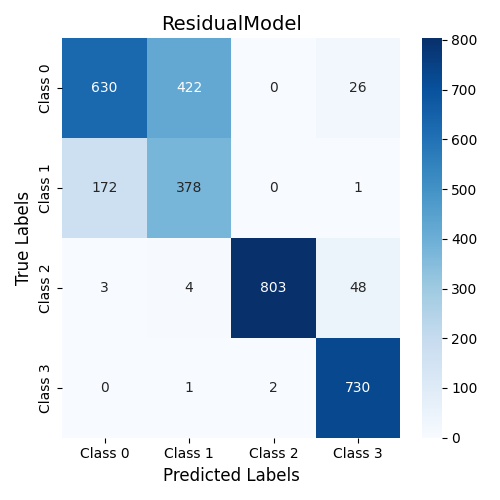 ResidualModel
True Labels
Class 0
630 422 0 26
Class 1
172 378 0 1
Class 2
3 4 803 48
Class 3
0 1 2 730
Class 0 Class 1 Class 2 Class 3
Predicted Labels
800
700
600
500
400
300
200
100
0